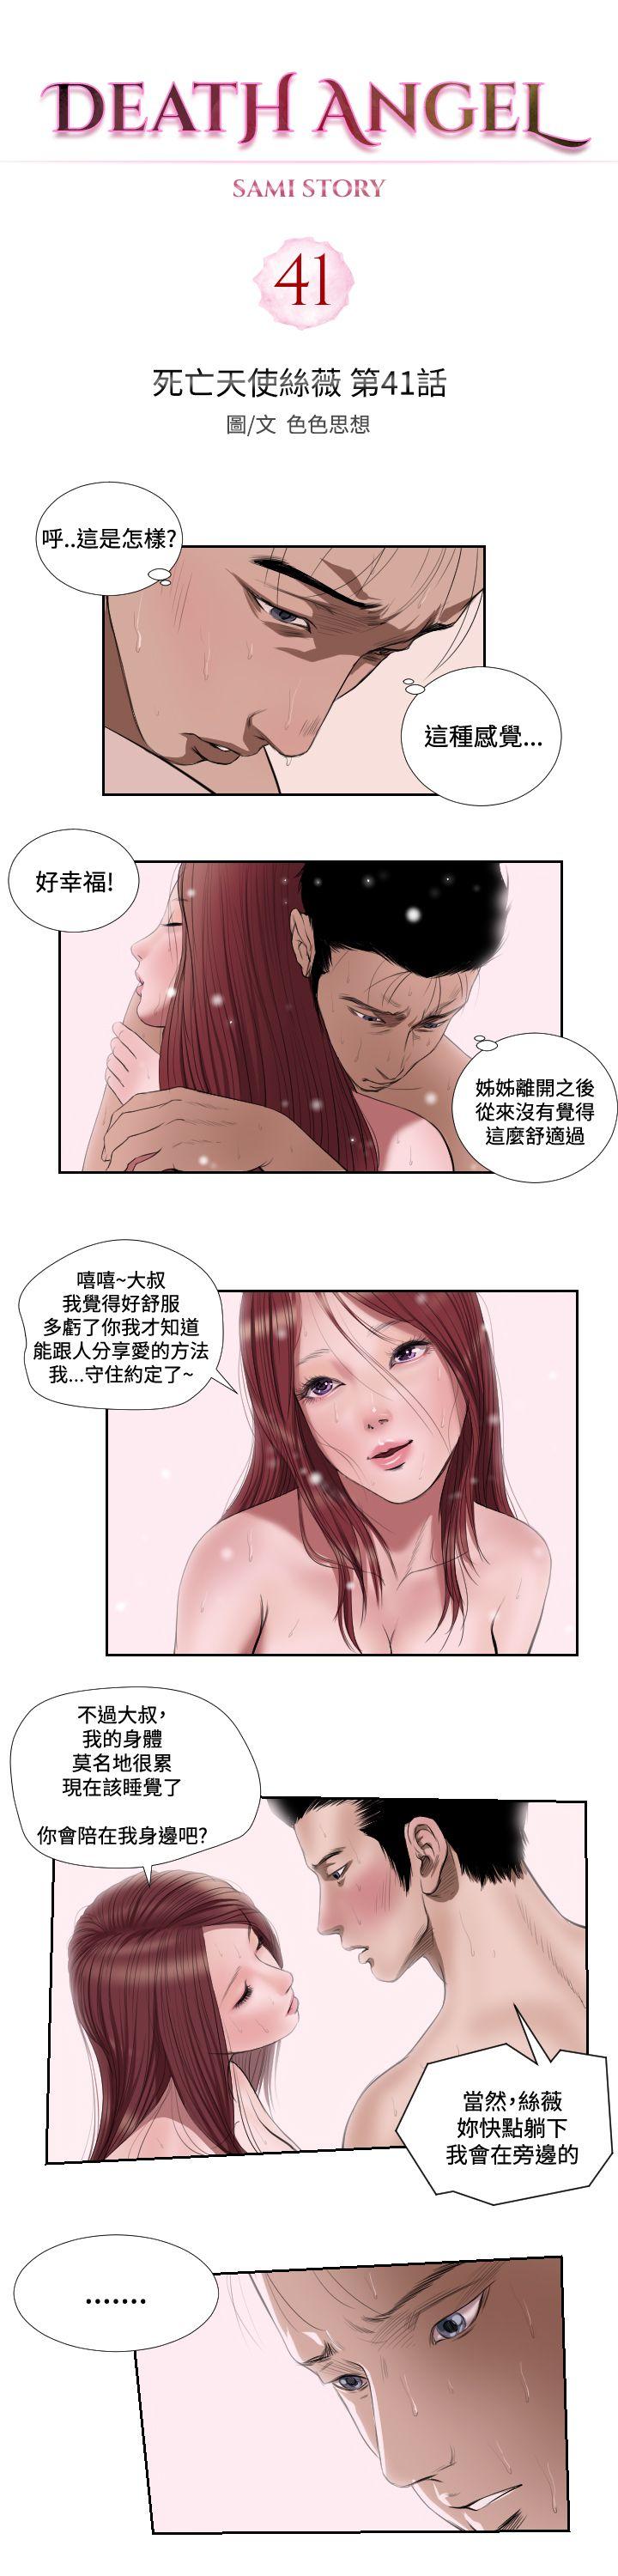 DEATH ANGEL
SAMI STORY
41
死亡天使絲薇 第41話
圖/文 色色思想
呼..這是怎樣?
這種感覺...
好幸福!
姊姊離開之後
從來沒有覺得
這麼舒適過
嘻嘻~大叔
我覺得好舒服
多虧了你我才知道
能跟人分享愛的方法
我...守住約定了~
不過大叔,
我的身體
莫名地很累
現在該睡覺了
你會陪在我身邊吧?
當然,絲薇
妳快點躺下
我會在旁邊的
.......